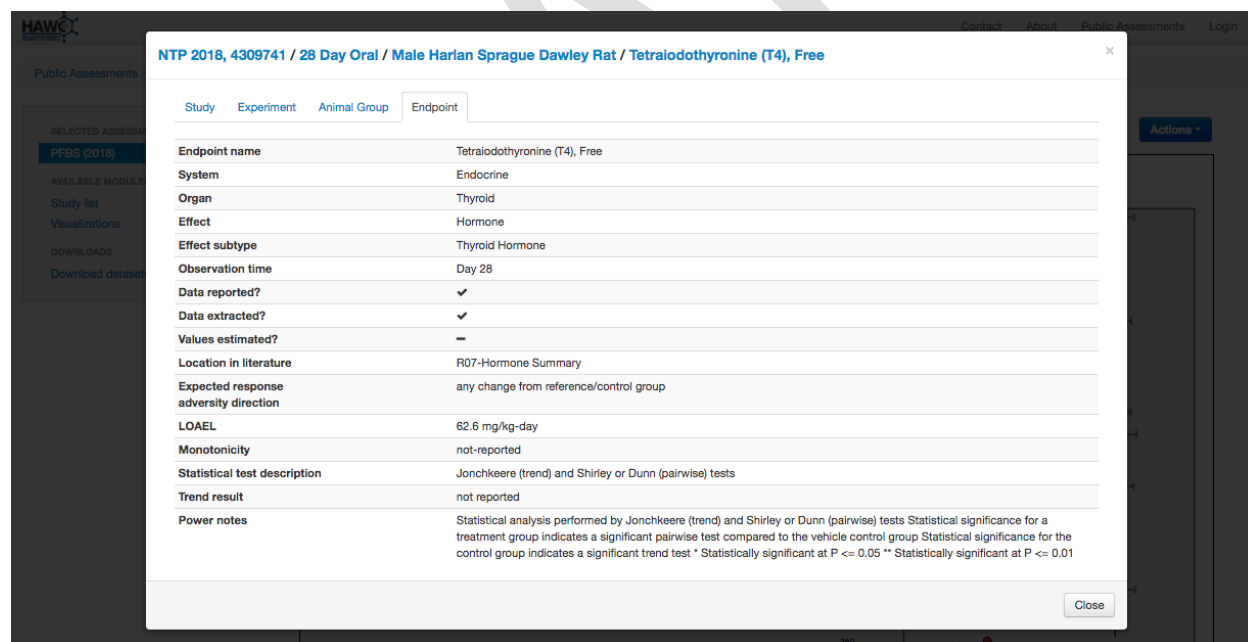 HAWC
Contact About Public Assessments Login
NTP 2018, 4309741 / 28 Day Oral / Male Harlan Sprague Dawley Rat / Tetraiodothyronine (T4), Free
×
Public Assessments
Study Experiment Animal Group Endpoint
SELECTED ASSESSM
Actions
PFBS (2018)
AVAILABLE MODULE
Study list
Visualizations
DOWNLOADS
Download dataset
Endpoint name Tetraiodothyronine (T4), Free
System Endocrine
Organ Thyroid
Effect Hormone
Effect subtype Thyroid Hormone
Observation time Day 28
Data reported? ✔
Data extracted? ✔
Values estimated? –
Location in literature R07-Hormone Summary
Expected response any change from reference/control group
adversity direction
LOAEL 62.6 mg/kg-day
Monotonicity not-reported
Statistical test description Jonchkeere (trend) and Shirley or Dunn (pairwise) tests
Trend result not reported
Power notes Statistical analysis performed by Jonchkeere (trend) and Shirley or Dunn (pairwise) tests Statistical significance for a
treatment group indicates a significant pairwise test compared to the vehicle control group Statistical significance for the
control group indicates a significant trend test * Statistically significant at P <= 0.05 ** Statistically significant at P <= 0.01
Close